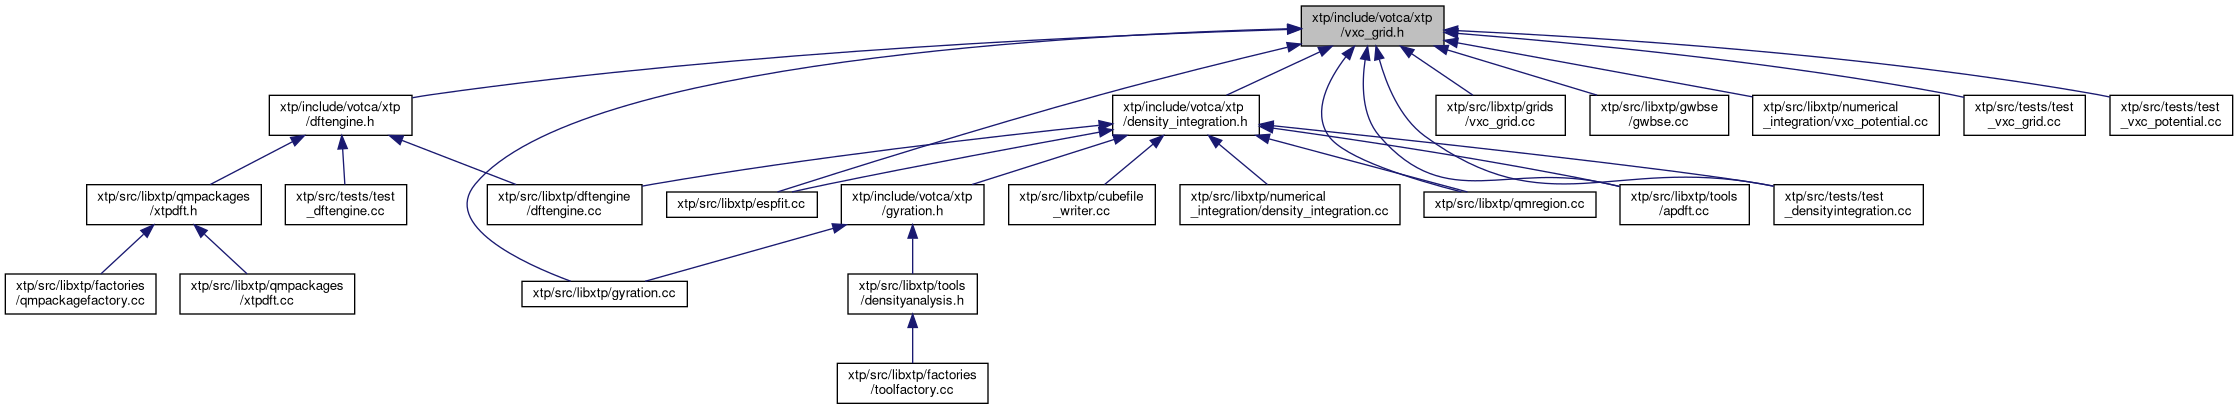 xtp/include/votca/xtp
/vxc_grid.h
xtp/include/votca/xtp
/dftengine.h
xtp/include/votca/xtp
/density_integration.h
xtp/src/libxtp/grids
/vxc_grid.cc
xtp/src/libxtp/gwbse
/gwbse.cc
xtp/src/libxtp/numerical
_integration/vxc_potential.cc
xtp/src/tests/test
_vxc_grid.cc
xtp/src/tests/test
_vxc_potential.cc
xtp/src/libxtp/qmpackages
/xtpdft.h
xtp/src/tests/test
_dftengine.cc
xtp/src/libxtp/dftengine
/dftengine.cc
xtp/src/libxtp/espfit.cc
xtp/include/votca/xtp
/gyration.h
xtp/src/libxtp/cubefile
_writer.cc
xtp/src/libxtp/numerical
_integration/density_integration.cc
xtp/src/libxtp/qmregion.cc
xtp/src/libxtp/tools
/apdft.cc
xtp/src/tests/test
_densityintegration.cc
xtp/src/libxtp/factories
/qmpackagefactory.cc
xtp/src/libxtp/qmpackages
/xtpdft.cc
xtp/src/libxtp/gyration.cc
xtp/src/libxtp/tools
/densityanalysis.h
xtp/src/libxtp/factories
/toolfactory.cc